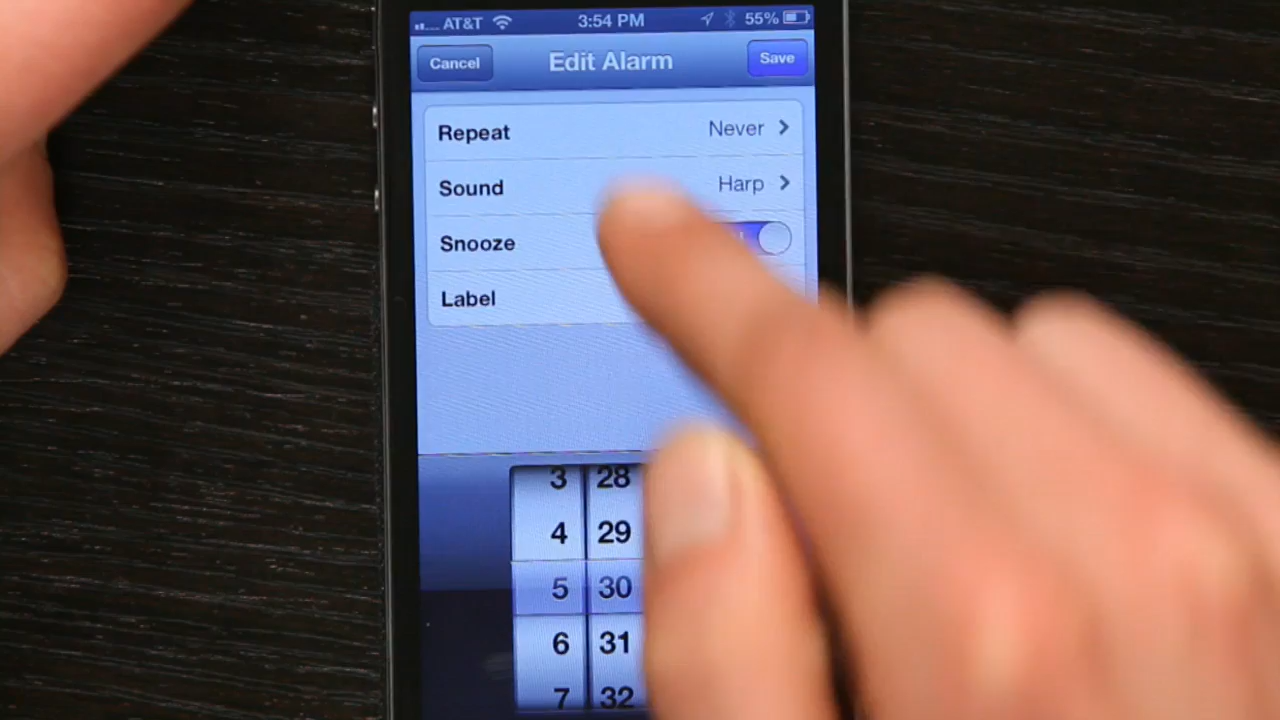 AT&T 3:54 PM 55%
Cancel Edit Alarm Save
Repeat Never
Sound Harp
Snooze
Label
3 28
4 29
5 30
6 31
7 32